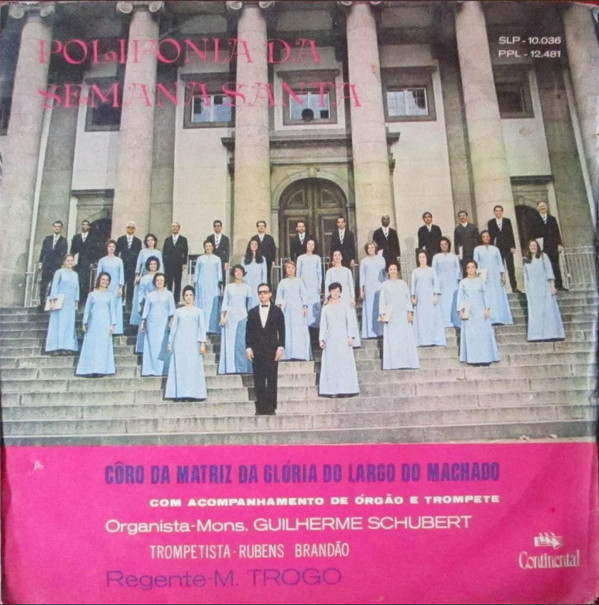 POLIFONIA DA
SEMANA SANTA
SLP - 10.036
PPL - 12.481
CÔRO DA MATRIZ DA GLÓRIA DO LARGO DO MACHADO
COM ACOMPANHAMENTO DE ÓRGÃO E TROMPETE
Organista-Mons. GUILHERME SCHUBERT
TROMPETISTA-RUBENS BRANDÃO
Regente-M. TROGO
Continental